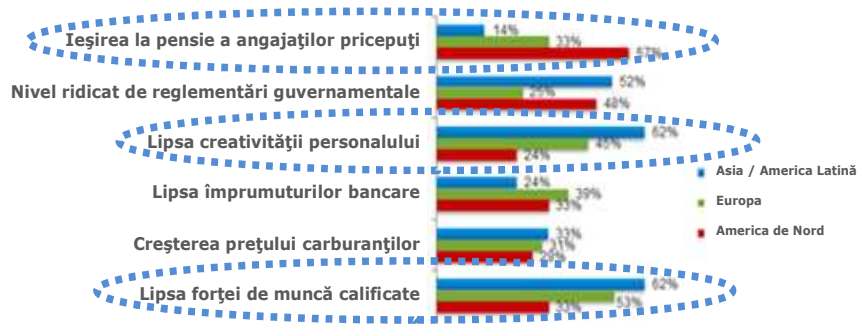 Ieşirea la pensie a angajaţilor pricepuţi
14%
33%
57%
Nivel ridicat de reglementări guvernamentale
52%
48%
Lipsa creativităţii personalului
62%
45%
24%
Lipsa împrumuturilor bancare
24%
39%
33%
Creşterea preţului carburanţilor
33%
31%
29%
Lipsa forţei de muncă calificate
62%
53%
33%
Asia / America Latină
Europa
America de Nord